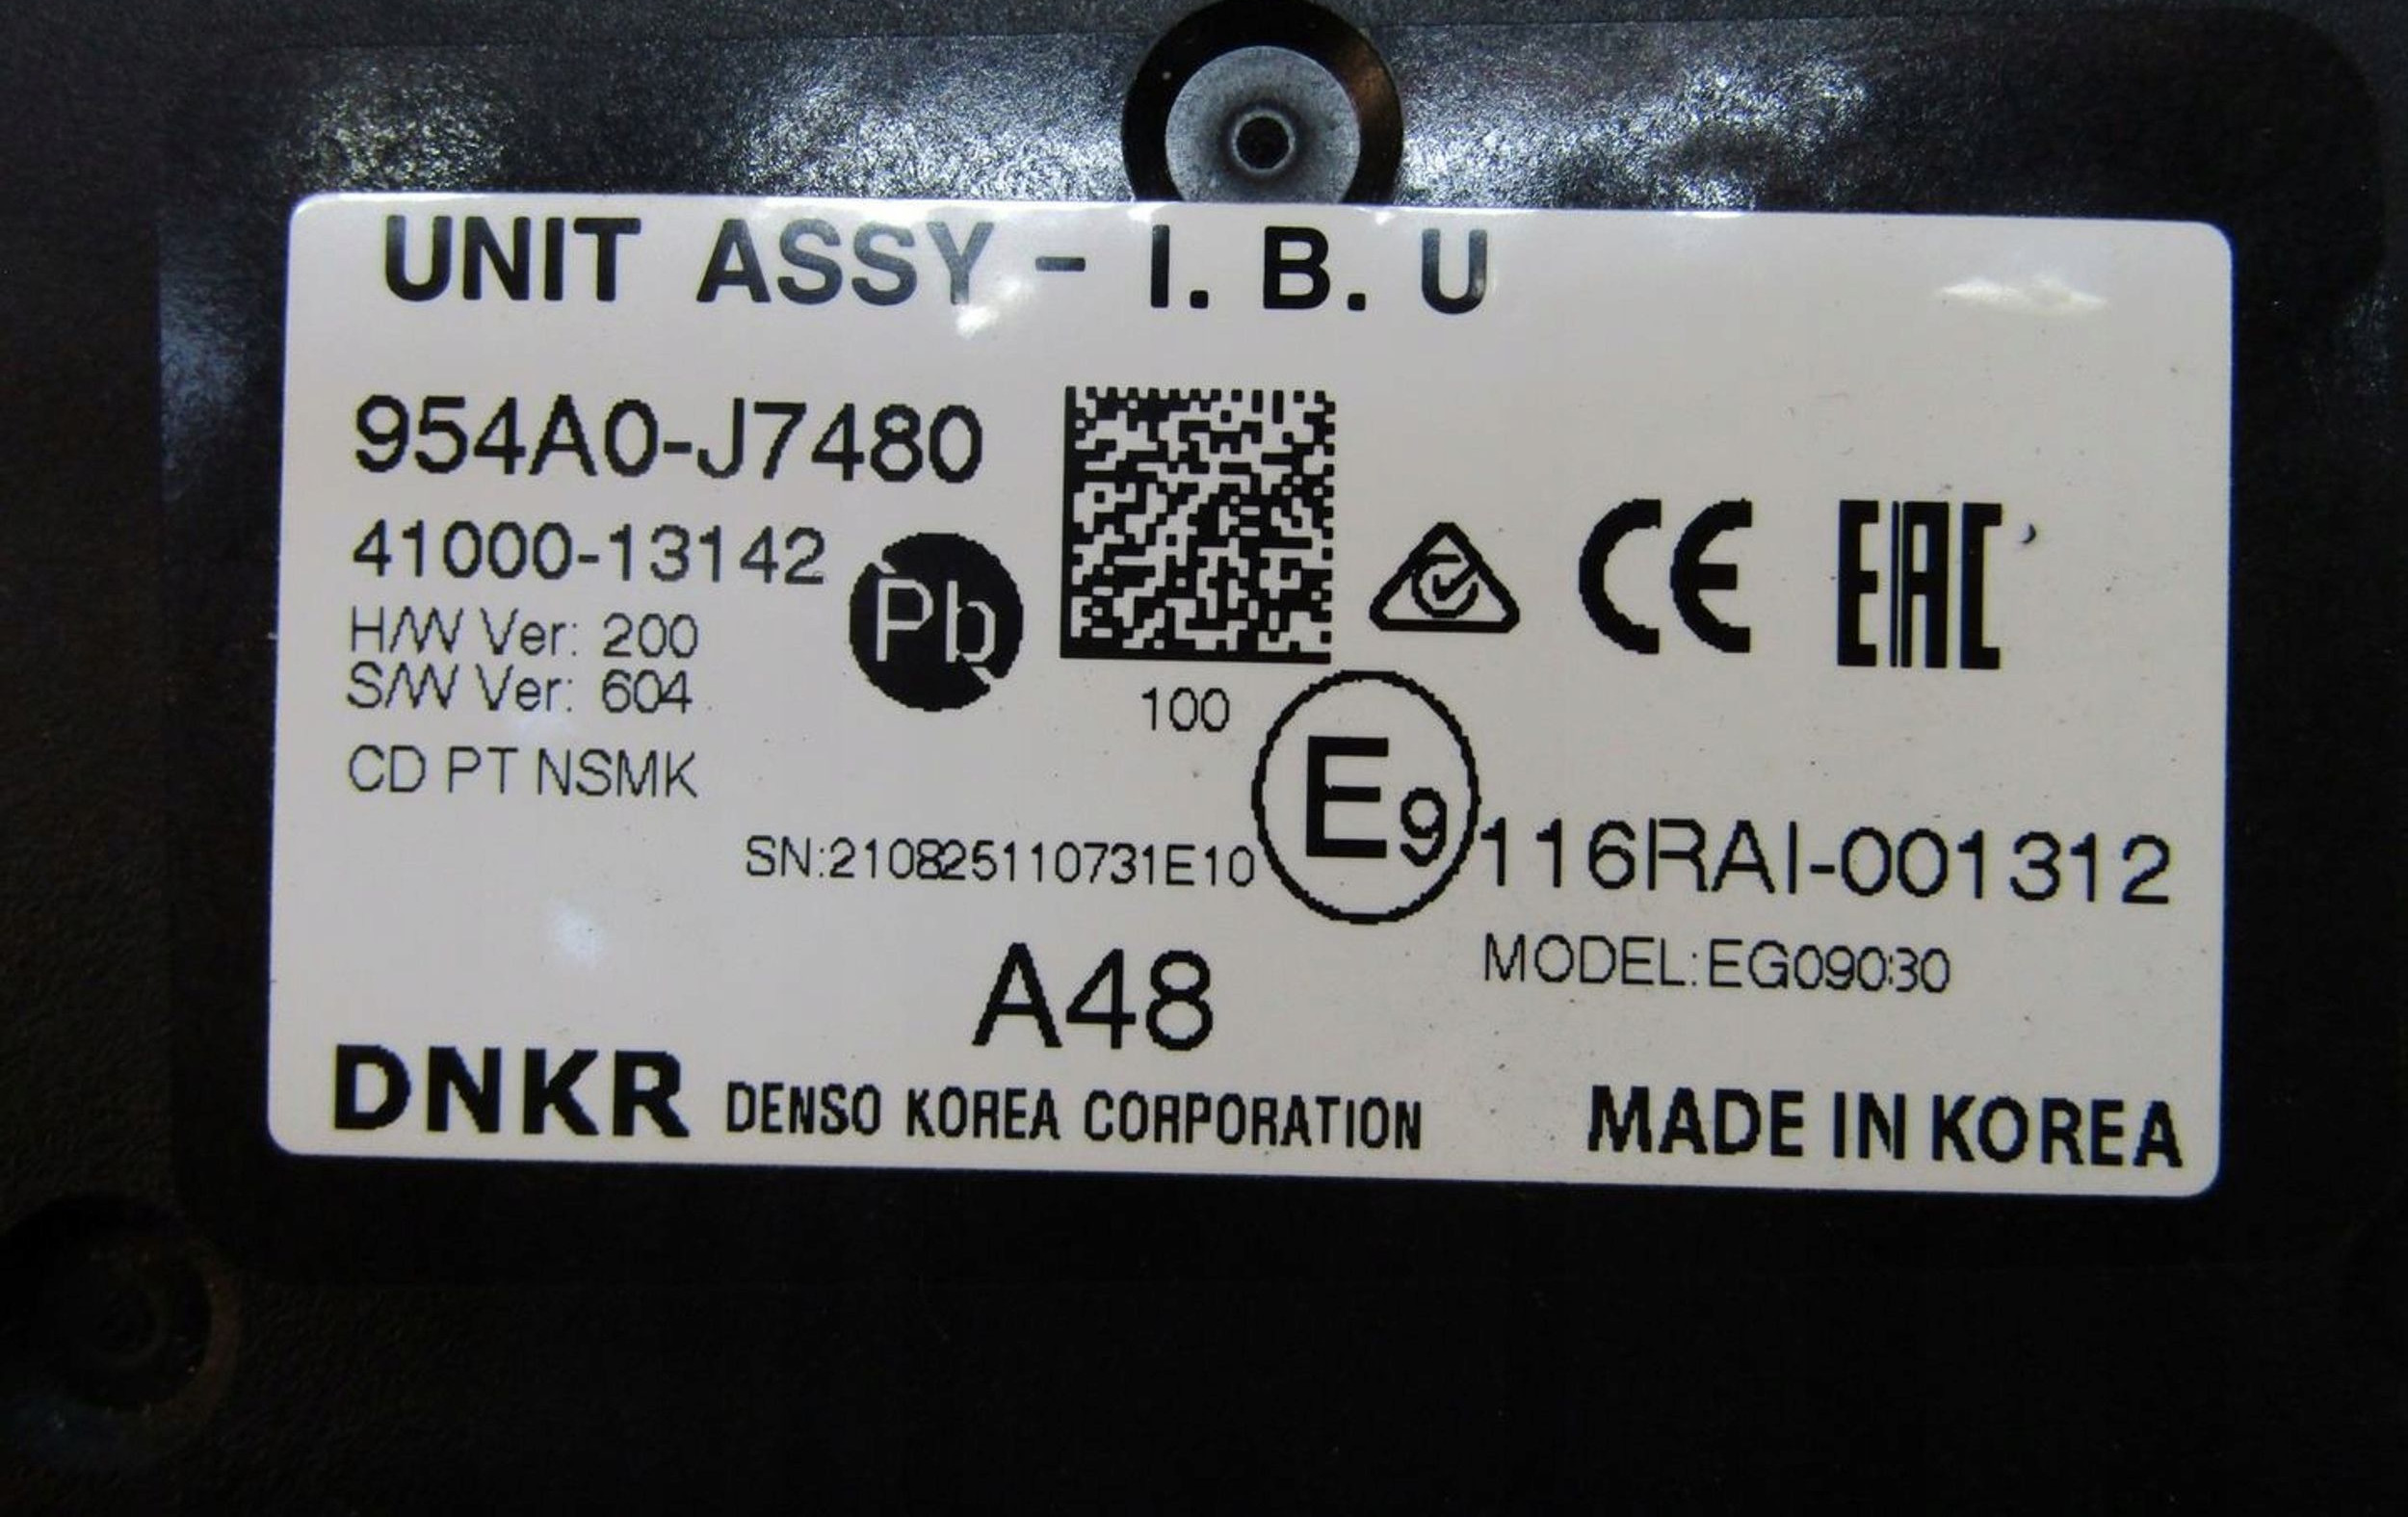 UNIT ASSY - I. B. U
954A0-J7480
41000-13142
Pb
H/W Ver: 200
S/W Ver: 604
CD PT NSMK
100
CE
EAC
E9
116RAI-001312
SN:210825110731E10
MODEL:EG09030
A48
DNKR DENSO KOREA CORPORATION
MADE IN KOREA